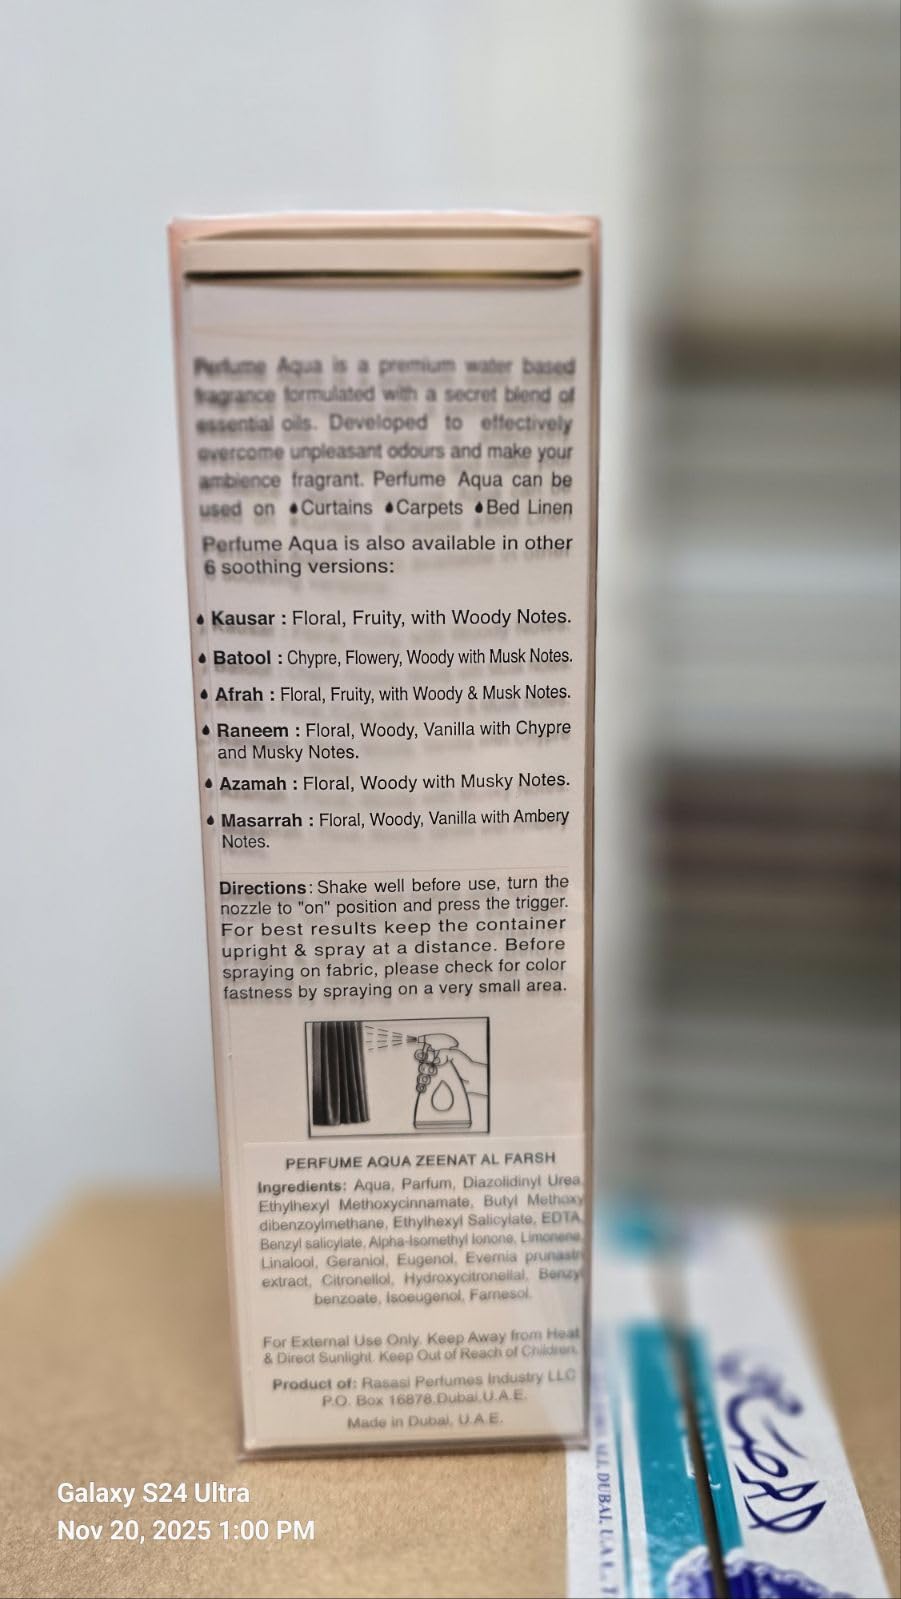 Perfume Aqua is a premium water based
fragrance formulated with a secret blend of
essential oils. Developed to effectively
overcome unpleasant odours and make your
ambience fragrant. Perfume Aqua can be
used on Curtains Carpets Bed Linen
Perfume Aqua is also available in other
6 soothing versions:
Kausar : Floral, Fruity, with Woody Notes.
Batool : Chypre, Flowery, Woody with Musk Notes.
Afrah : Floral, Fruity, with Woody & Musk Notes.
Raneem : Floral, Woody, Vanilla with Chypre
and Musky Notes.
Azamah : Floral, Woody with Musky Notes.
Masarrah : Floral, Woody, Vanilla with Ambery
Notes.
Directions: Shake well before use, turn the
nozzle to "on" position and press the trigger.
For best results keep the container
upright & spray at a distance. Before
spraying on fabric, please check for color
fastness by spraying on a very small area.
PERFUME AQUA ZEENAT AL FARSH
Ingredients: Aqua, Parfum, Diazolidinyl Urea,
Ethylhexyl Methoxycinnamate, Butyl Methoxy
dibenzoylmethane, Ethylhexyl Salicylate, EDTA,
Benzyl salicylate, Alpha-Isomethyl Ionone, Limonene,
Linalool, Geraniol, Eugenol, Evernia prunastri
extract, Citronellol, Hydroxycitronellal, Benzyl
benzoate, Isoeugenol, Farnesol.
For External Use Only. Keep Away from Heat
& Direct Sunlight. Keep Out of Reach of Children.
Product of: Rasasi Perfumes Industry LLC
P.O. Box 16878.Dubai.U.A.E.
Made in Dubai, U.A.E.
DUBAI, U.A.E.
Galaxy S24 Ultra
Nov 20, 2025 1:00 PM